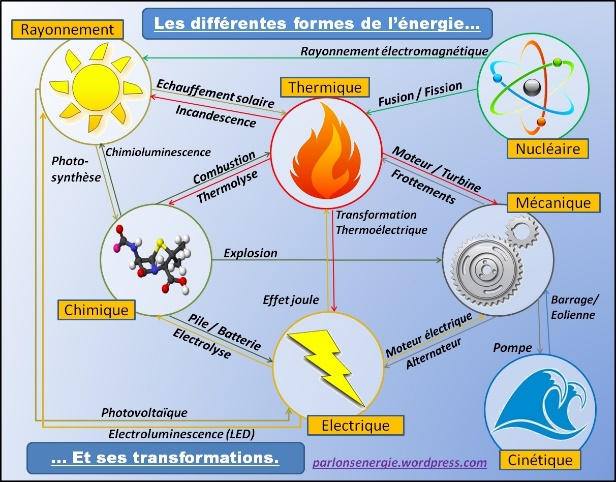 Les différentes formes de l'énergie...
Rayonnement
Rayonnement électromagnétique
Thermique
Echauffement solaire
Incandescence
Fusion / Fission
Nucléaire
Photo-
synthèse
Chimioluminescence
Combustion
Thermolyse
Moteur / Turbine
Frottements
Mécanique
Transformation
Thermoélectrique
Explosion
Chimique
Effet joule
Barrage/
Eolienne
Pile / Batterie
Electrolyse
Moteur électrique
Alternateur
Pompe
Photovoltaïque
Electroluminescence (LED)
Electrique
... Et ses transformations.
parlonsenergie.wordpress.com
Cinétique